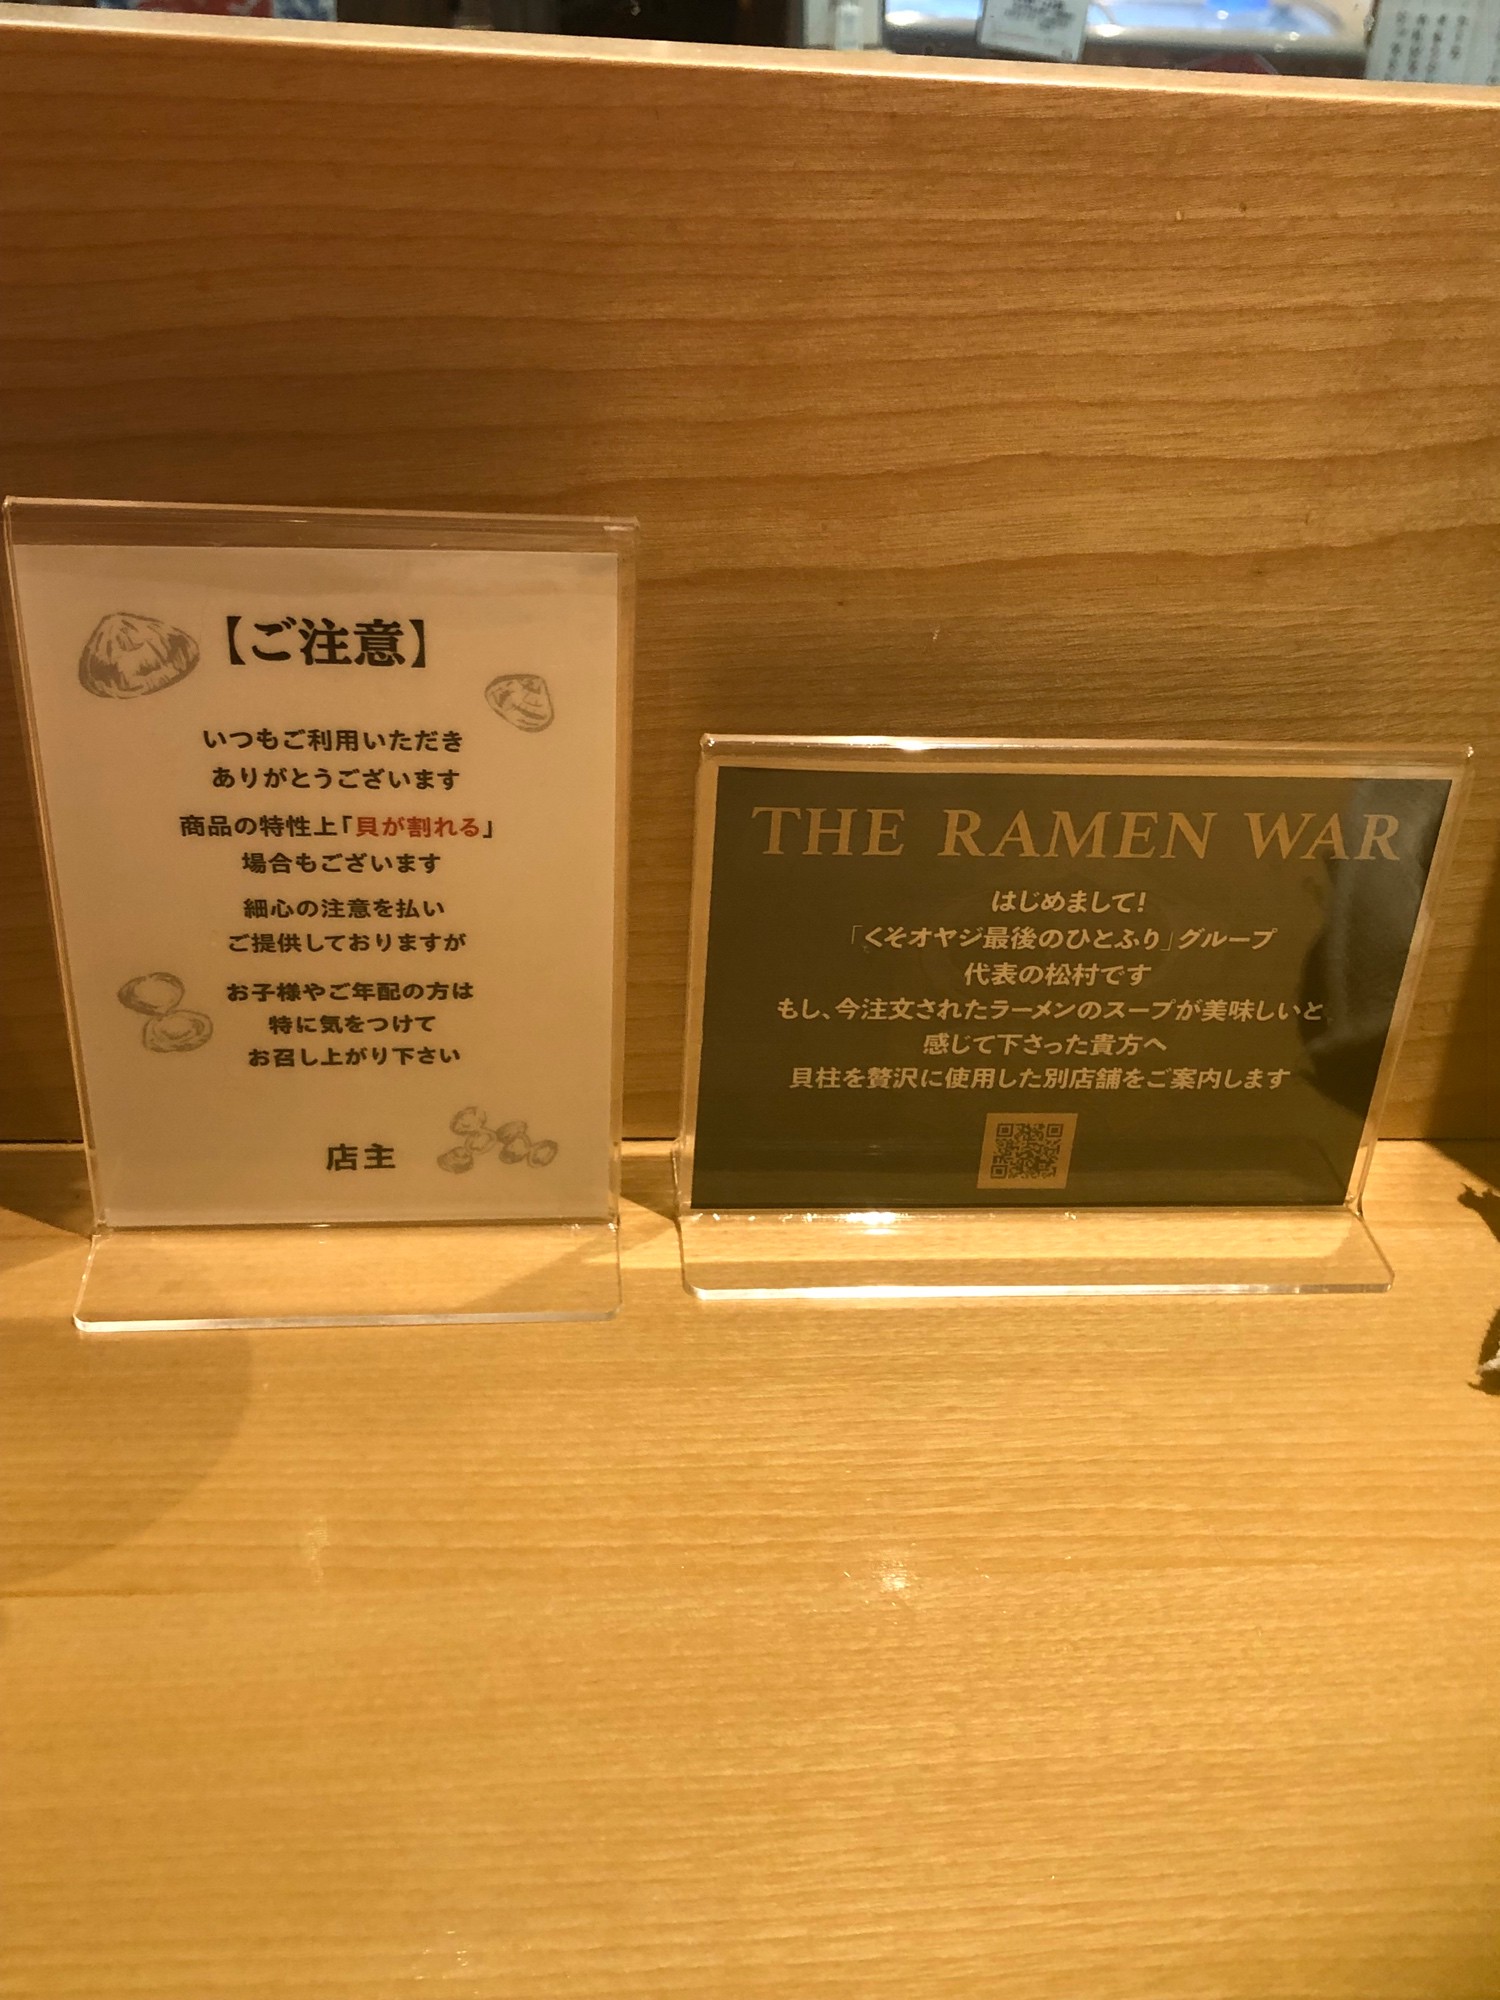 【ご注意】
いつもご利用いただき
ありがとうございます
商品の特性上「貝が割れる」
場合もございます
細心の注意を払い
ご提供しておりますが
お子様やご年配の方は
特に気をつけて
お召し上がり下さい
店主
THE RAMEN WAR
はじめまして!
「くそオヤジ最後のひとふり」グループ
代表の松村です
もし、今注文されたラーメンのスープが美味しいと
感じて下さった貴方へ
貝柱を贅沢に使用した別店舗をご案内します